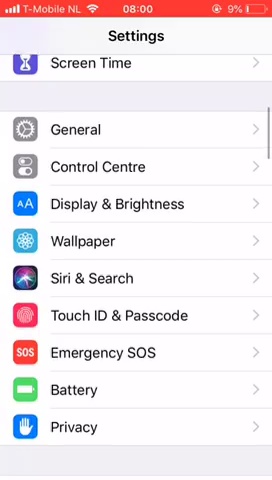 T-Mobile NL 08:00 9%
Settings
Screen Time
General
Control Centre
AA Display & Brightness
Wallpaper
Siri & Search
Touch ID & Passcode
SOS Emergency SOS
Battery
Privacy